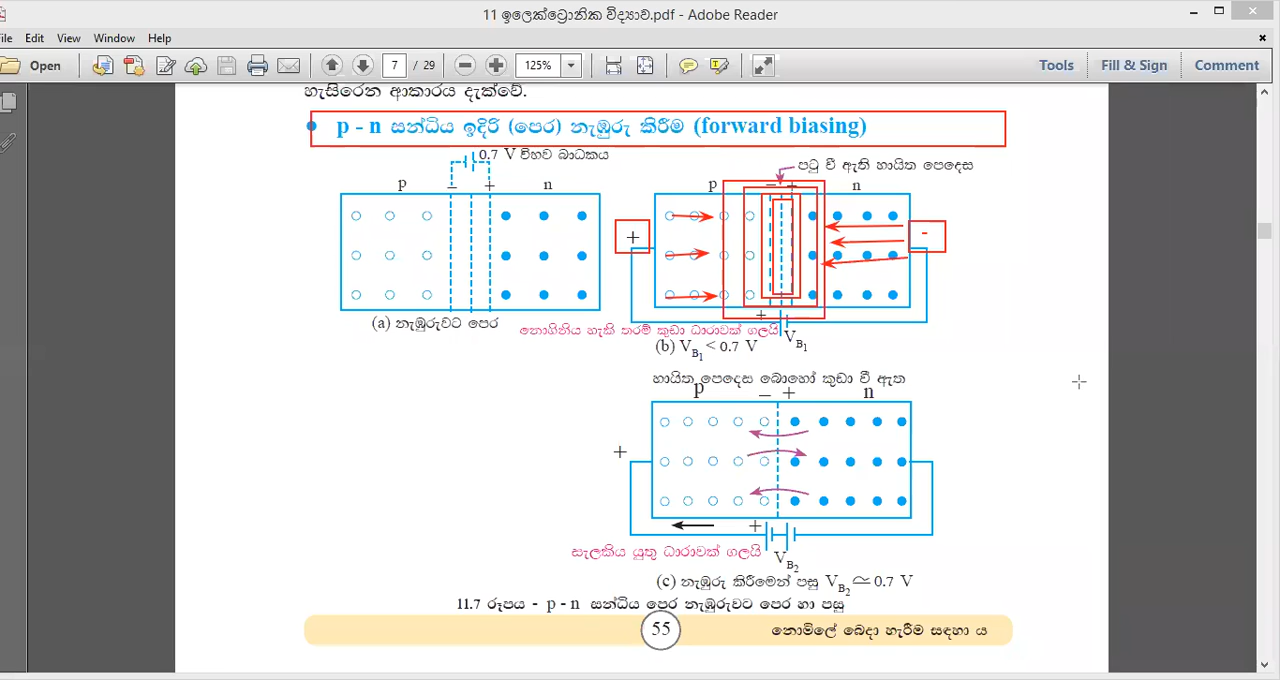 11 ඉලෙක්ට්‍රොනික විද්‍යාව.pdf - Adobe Reader
ile Edit View Window Help
Open 7 / 29 125% Tools Fill & Sign Comment
හැසිරෙන ආකාරය දැක්වේ.
p - n සන්ධිය ඉදිරි (පෙර) නැඹුරු කිරීම (forward biasing)
0.7 V විභව බාධකය
පටු වී ඇති හායිත පෙදෙස
p − + n
p − + n
+ -
(a) නැඹුරුවට පෙර
+
නොගිනිය හැකි තරම් කුඩා ධාරාවක් ගලයි
VB1
(b) VB1 < 0.7 V
හායිත පෙදෙස බොහෝ කුඩා වී ඇත
p − + n
+
+
සැලකිය යුතු ධාරාවක් ගලයි
VB2
(c) නැඹුරු කිරීමෙන් පසු VB2 ≃ 0.7 V
11.7 රූපය - p - n සන්ධිය පෙර නැඹුරුවට පෙර හා පසු
55 නොමිලේ බෙදා හැරීම සඳහා ය